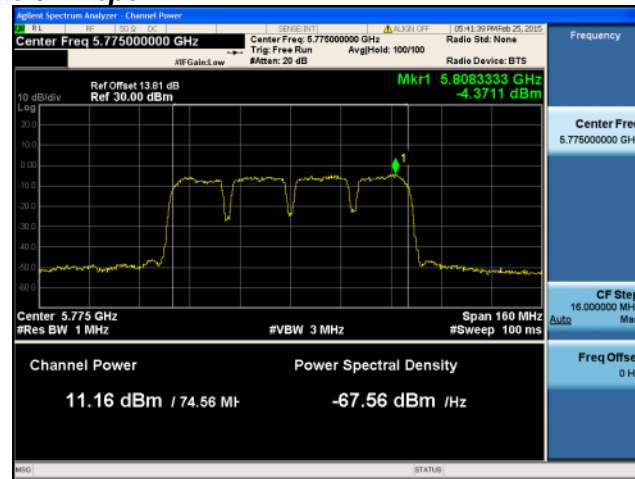 Agilent Spectrum Analyzer - Channel Power
RL RF 50 Ω DC SENSE:INT ALIGN OFF 05:41:39 PM Feb 25, 2015
Center Freq 5.775000000 GHz
Center Freq: 5.775000000 GHz
Radio Std: None
Trig: Free Run Avg|Hold: 100/100
#IFGain:Low #Atten: 20 dB Radio Device: BTS
Frequency
Ref Offset 13.81 dB
Mkr1 5.8083333 GHz
10 dB/div Ref 30.00 dBm
-4.3711 dBm
Log
20.0
10.0
0.00
-10.0
-20.0
-30.0
-40.0
-50.0
-60.0
1
Center Fre
5.775000000 GH
Center 5.775 GHz Span 160 MHz
#Res BW 1 MHz #VBW 3 MHz #Sweep 100 ms
CF Step
16.000000 MH
Auto Ma
Channel Power Power Spectral Density
11.16 dBm / 74.56 MH -67.56 dBm /Hz
Freq Offse
0 H
MSG STATUS